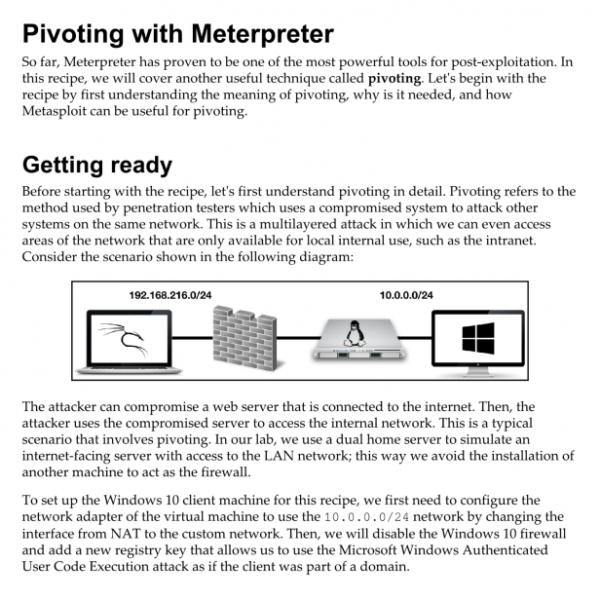 Pivoting with Meterpreter
So far, Meterpreter has proven to be one of the most powerful tools for post-exploitation. In
this recipe, we will cover another useful technique called pivoting. Let's begin with the
recipe by first understanding the meaning of pivoting, why is it needed, and how
Metasploit can be useful for pivoting.
Getting ready
Before starting with the recipe, let's first understand pivoting in detail. Pivoting refers to the
method used by penetration testers which uses a compromised system to attack other
systems on the same network. This is a multilayered attack in which we can even access
areas of the network that are only available for local internal use, such as the intranet.
Consider the scenario shown in the following diagram:
192.168.216.0/24 10.0.0.0/24
The attacker can compromise a web server that is connected to the internet. Then, the
attacker uses the compromised server to access the internal network. This is a typical
scenario that involves pivoting. In our lab, we use a dual home server to simulate an
internet-facing server with access to the LAN network; this way we avoid the installation of
another machine to act as the firewall.
To set up the Windows 10 client machine for this recipe, we first need to configure the
network adapter of the virtual machine to use the 10.0.0.0/24 network by changing the
interface from NAT to the custom network. Then, we will disable the Windows 10 firewall
and add a new registry key that allows us to use the Microsoft Windows Authenticated
User Code Execution attack as if the client was part of a domain.